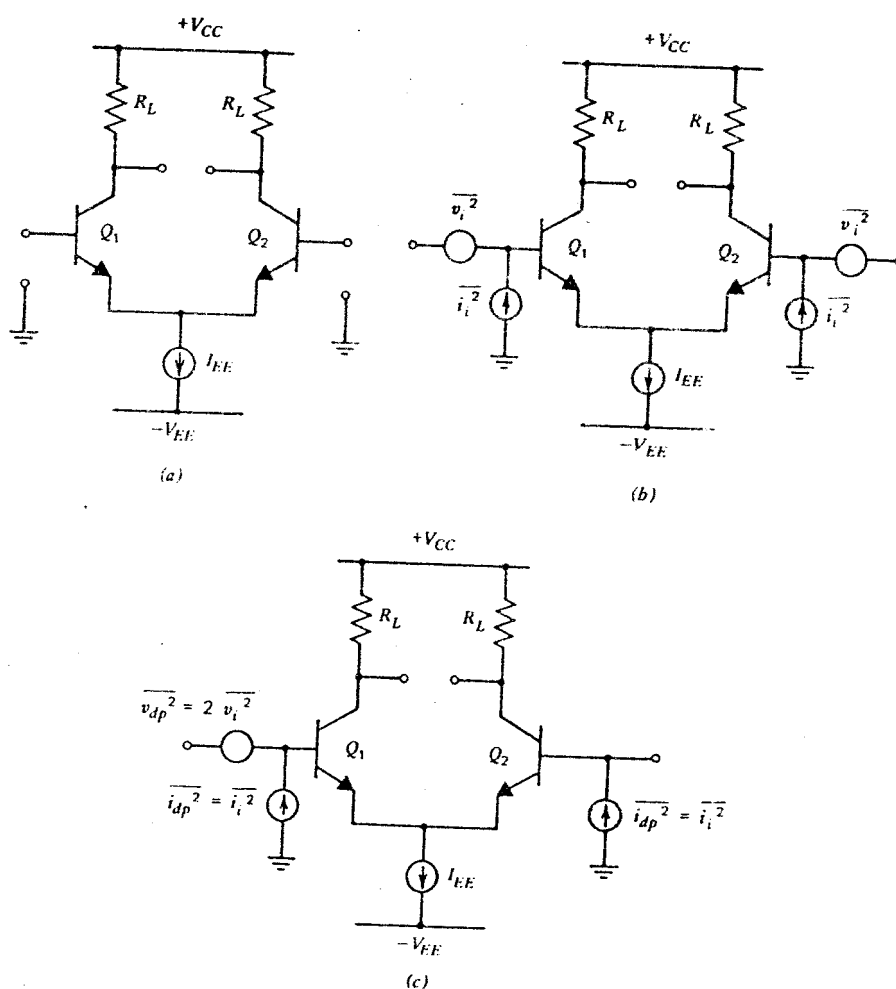 +V_CC
R_L
R_L
Q_1
Q_2
I_EE
−V_EE
(a)
+V_CC
R_L
R_L
v_i^2
v_i^2
Q_1
Q_2
i_i^2
i_i^2
I_EE
−V_EE
(b)
+V_CC
R_L
R_L
v_dp^2 = 2 v_i^2
Q_1
Q_2
i_dp^2 = i_i^2
i_dp^2 = i_i^2
I_EE
−V_EE
(c)